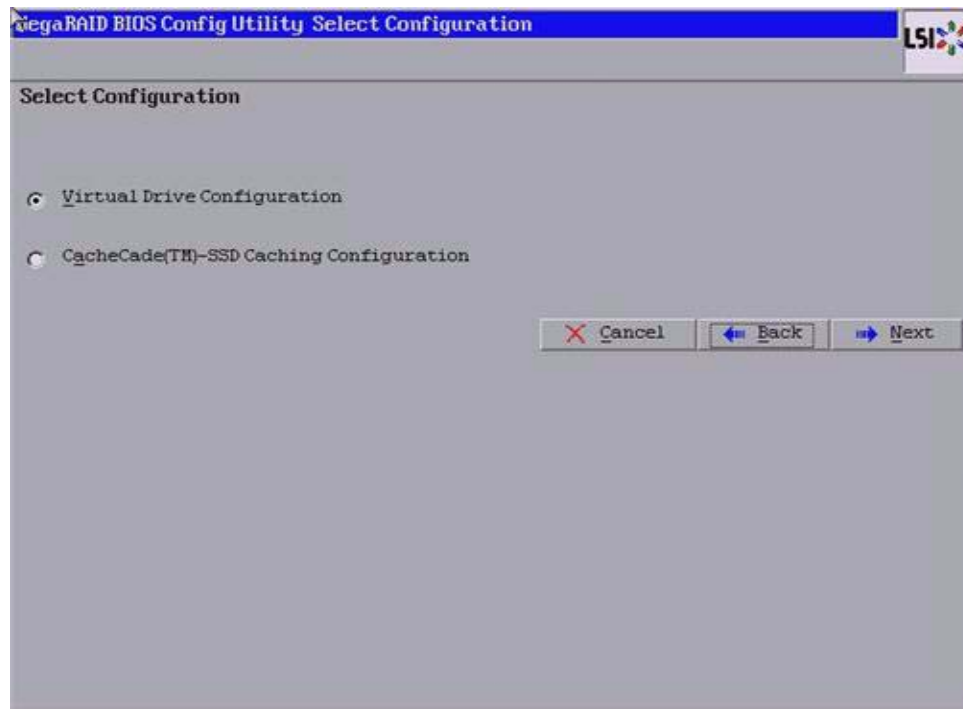 MegaRAID BIOS Config Utility Select Configuration
LSI
Select Configuration
Virtual Drive Configuration
CacheCade(TM)-SSD Caching Configuration
Cancel
Back
Next